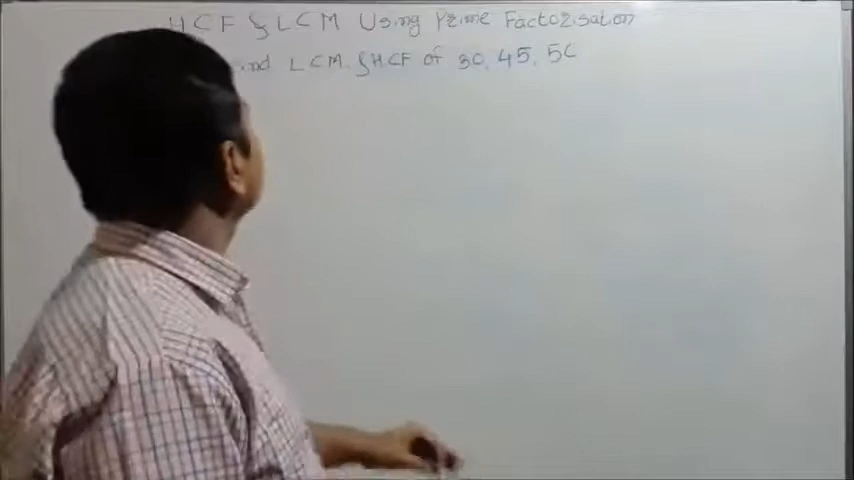 HCF & LCM Using Prime Factorisation
LCM & HCF of 30, 45, 50